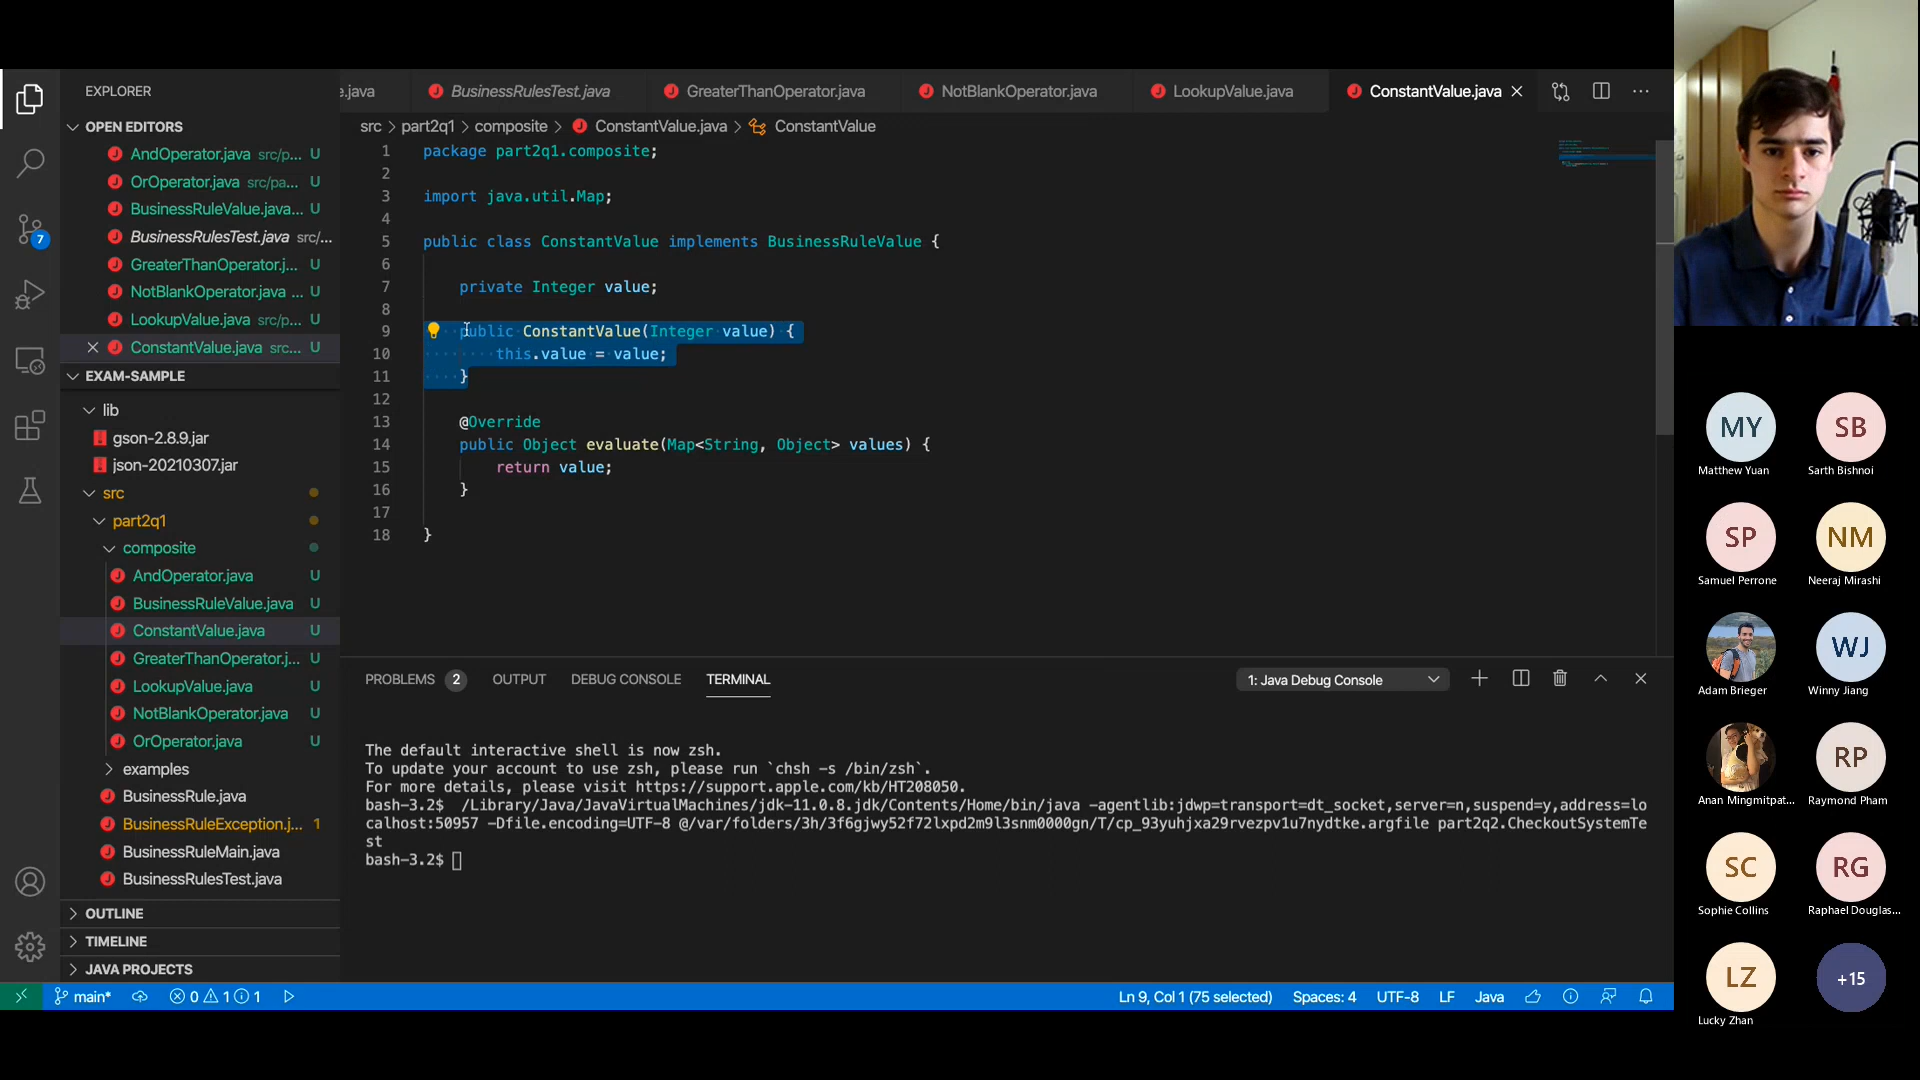 EXPLORER
OPEN EDITORS
AndOperator.java src/p... U
OrOperator.java src/pa... U
BusinessRuleValue.java... U
BusinessRulesTest.java src/...
GreaterThanOperator.j... U
NotBlankOperator.java ... U
LookupValue.java src/p... U
ConstantValue.java src... U
EXAM-SAMPLE
lib
gson-2.8.9.jar
json-20210307.jar
src
part2q1
composite
AndOperator.java U
BusinessRuleValue.java U
ConstantValue.java U
GreaterThanOperator.j... U
LookupValue.java U
NotBlankOperator.java U
OrOperator.java U
examples
BusinessRule.java
BusinessRuleException.j... 1
BusinessRuleMain.java
BusinessRulesTest.java
OUTLINE
TIMELINE
JAVA PROJECTS
7
e.java BusinessRulesTest.java GreaterThanOperator.java NotBlankOperator.java LookupValue.java ConstantValue.java
src > part2q1 > composite > ConstantValue.java > ConstantValue
1 package part2q1.composite;
2
3 import java.util.Map;
4
5 public class ConstantValue implements BusinessRuleValue {
6
7 private Integer value;
8
9 public ConstantValue(Integer value) {
10 this.value = value;
11 }
12
13 @Override
14 public Object evaluate(Map<String, Object> values) {
15 return value;
16 }
17
18 }
PROBLEMS 2 OUTPUT DEBUG CONSOLE TERMINAL 1: Java Debug Console
The default interactive shell is now zsh.
To update your account to use zsh, please run `chsh -s /bin/zsh`.
For more details, please visit https://support.apple.com/kb/HT208050.
bash-3.2$ /Library/Java/JavaVirtualMachines/jdk-11.0.8.jdk/Contents/Home/bin/java -agentlib:jdwp=transport=dt_socket,server=n,suspend=y,address=lo
calhost:50957 -Dfile.encoding=UTF-8 @/var/folders/3h/3f6gjwy52f72lxpd2m9l3snm0000gn/T/cp_93yuhjxa29rvezpv1u7nydtke.argfile part2q2.CheckoutSystemTe
st
bash-3.2$
main* 0 1 1 Ln 9, Col 1 (75 selected) Spaces: 4 UTF-8 LF Java
MY SB
Matthew Yuan Sarth Bishnoi
SP NM
Samuel Perrone Neeraj Mirashi
WJ
Adam Brieger Winny Jiang
RP
Anan Mingmitpat... Raymond Pham
SC RG
Sophie Collins Raphael Douglas...
LZ +15
Lucky Zhan